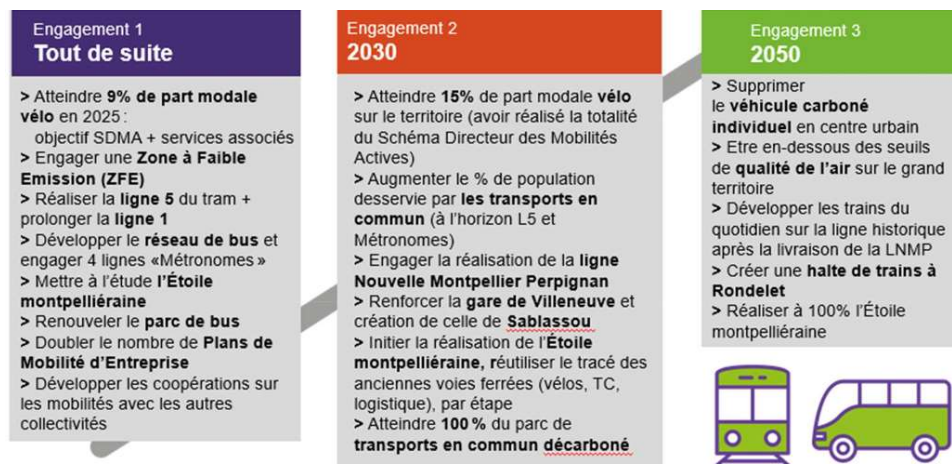 Engagement 1
Tout de suite
> Atteindre 9% de part modale
vélo en 2025 :
objectif SDMA + services associés
> Engager une Zone à Faible
Emission (ZFE)
> Réaliser la ligne 5 du tram +
prolonger la ligne 1
> Développer le réseau de bus et
engager 4 lignes «Métronomes »
> Mettre à l'étude l'Étoile
montpelliéraine
> Renouveler le parc de bus
> Doubler le nombre de Plans de
Mobilité d'Entreprise
> Développer les coopérations sur
les mobilités avec les autres
collectivités
Engagement 2
2030
> Atteindre 15% de part modale vélo
sur le territoire (avoir réalisé la totalité
du Schéma Directeur des Mobilités
Actives)
> Augmenter le % de population
desservie par les transports en
commun (à l'horizon L5 et
Métronomes)
> Engager la réalisation de la ligne
Nouvelle Montpellier Perpignan
> Renforcer la gare de Villeneuve et
création de celle de Sablassou
> Initier la réalisation de l'Étoile
montpelliéraine, réutiliser le tracé des
anciennes voies ferrées (vélos, TC,
logistique), par étape
> Atteindre 100 % du parc de
transports en commun décarboné
Engagement 3
2050
> Supprimer
le véhicule carboné
individuel en centre urbain
> Etre en-dessous des seuils
de qualité de l'air sur le grand
territoire
> Développer les trains du
quotidien sur la ligne historique
après la livraison de la LNMP
> Créer une halte de trains à
Rondelet
> Réaliser à 100% l'Étoile
montpelliéraine